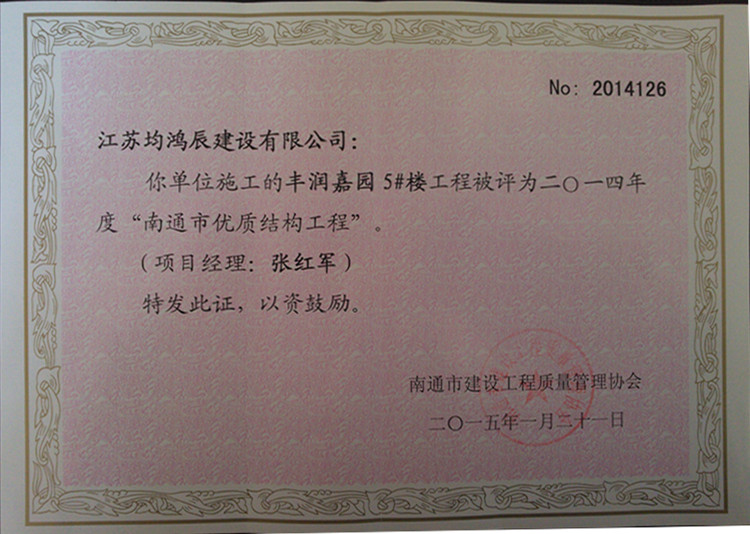 No: 2014126
江苏均鸿辰建设有限公司：
你单位施工的丰润嘉园 5#楼工程被评为二〇一四年
度“南通市优质结构工程”。
（项目经理：张红军）
特发此证，以资鼓励。
南通市建设工程质量管理协会
二〇一五年一月二十一日